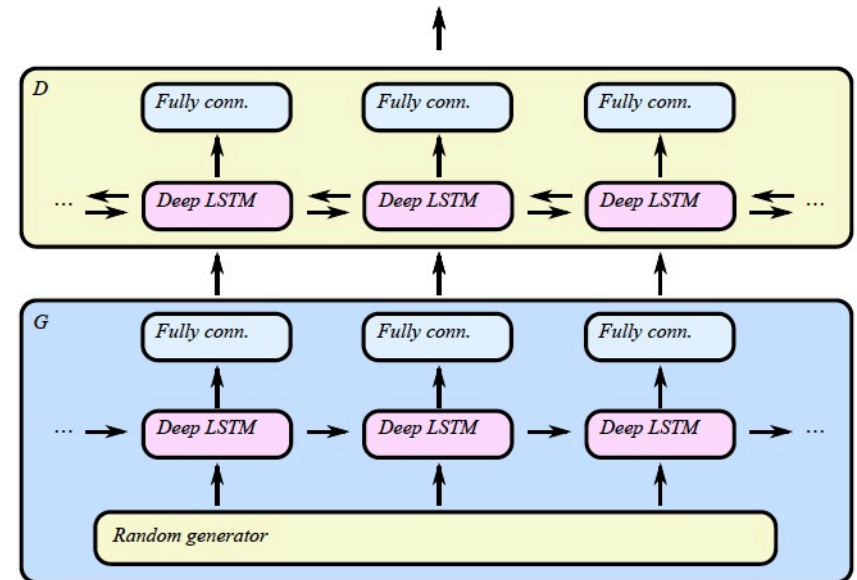 D
Fully conn. Fully conn. Fully conn.
... Deep LSTM Deep LSTM Deep LSTM ...
G
Fully conn. Fully conn. Fully conn.
... Deep LSTM Deep LSTM Deep LSTM ...
Random generator